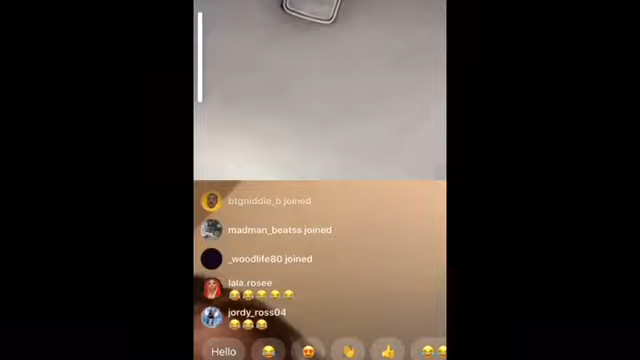 btgniddie_b joined
madman_beatss joined
_woodlife80 joined
lala.rosee
😂😂😂😂😂
jordy_ross04
😂😂😂
Hello 😂 😍 👏 👍 😂😂